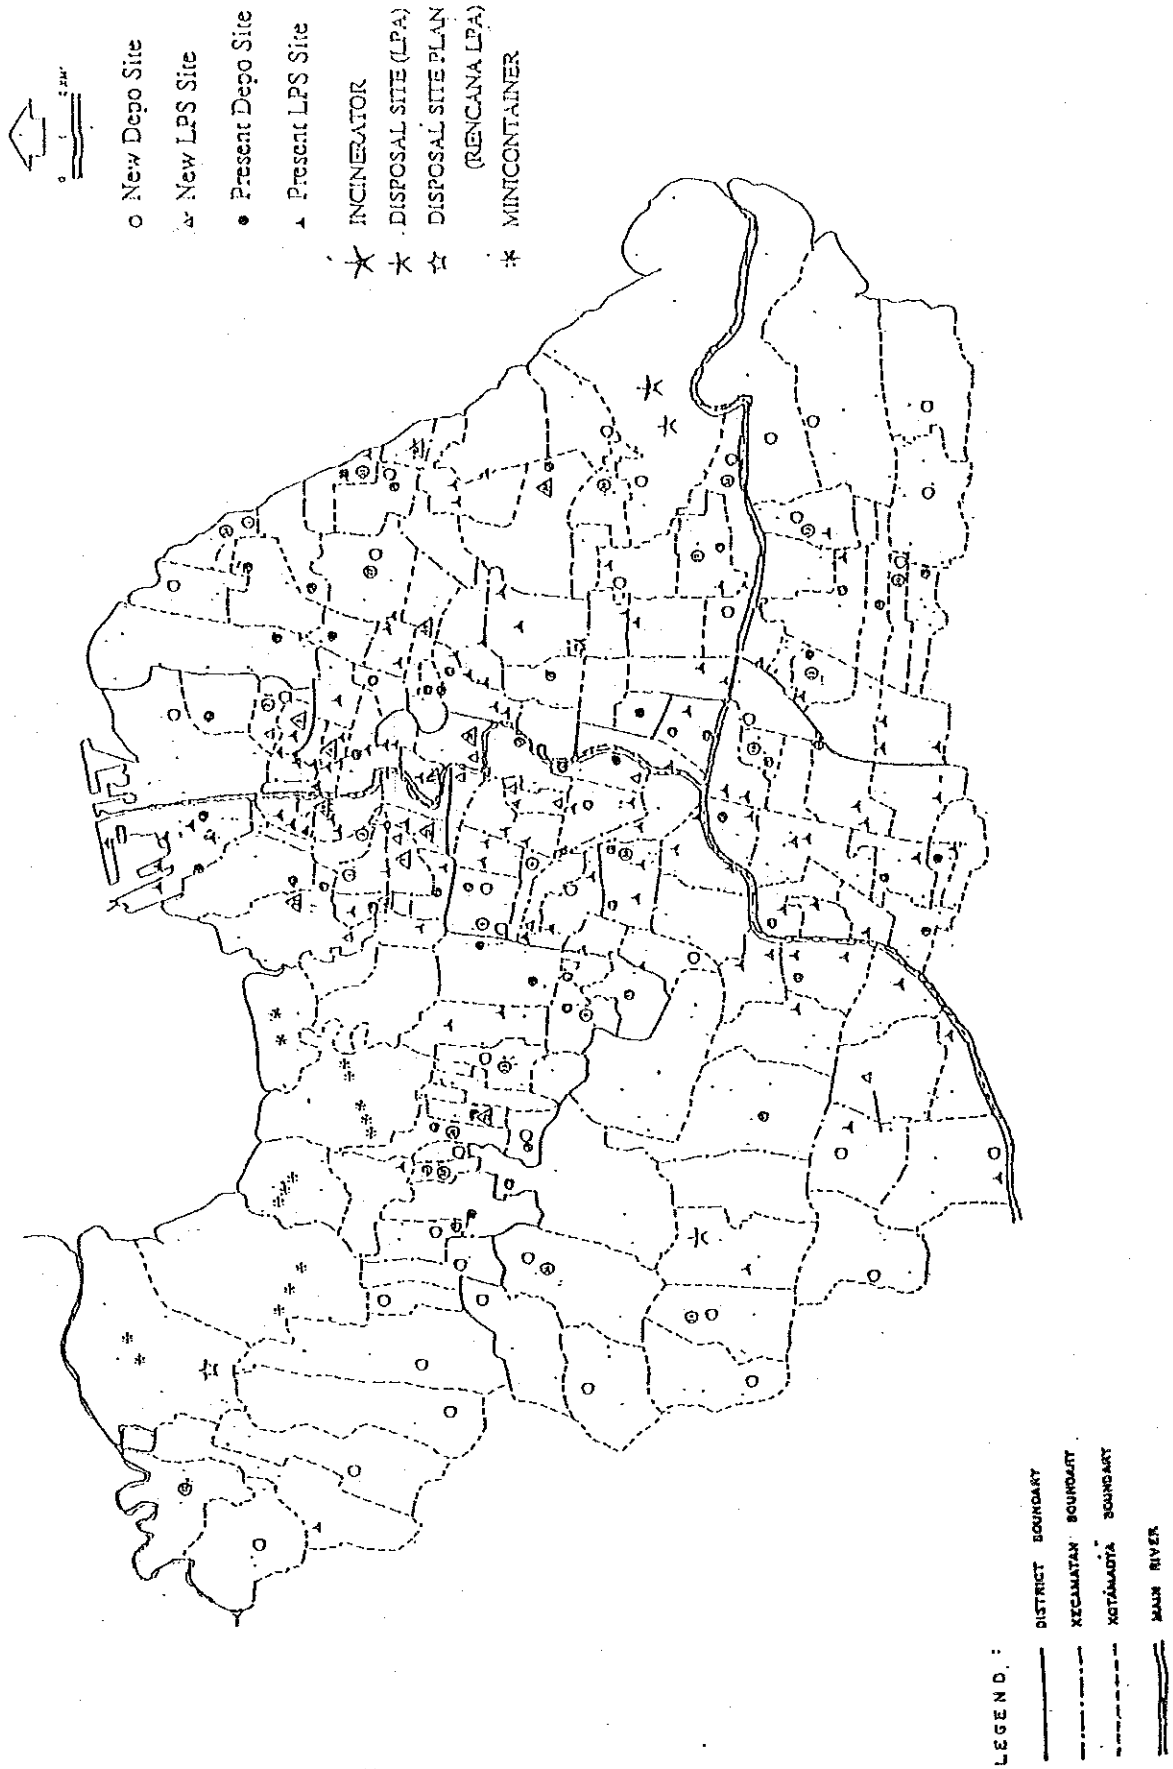 New Depo Site
New LPS Site
Present Depo Site
Present LPS Site
INCINERATOR
DISPOSAL SITE (LPA)
DISPOSAL SITE PLAN
(RENCANA LPA)
MINICONTAINER
LEGEND :
DISTRICT BOUNDARY
KECAMATAN BOUNDARY
KOTAMADYA BOUNDARY
MAIN RIVER